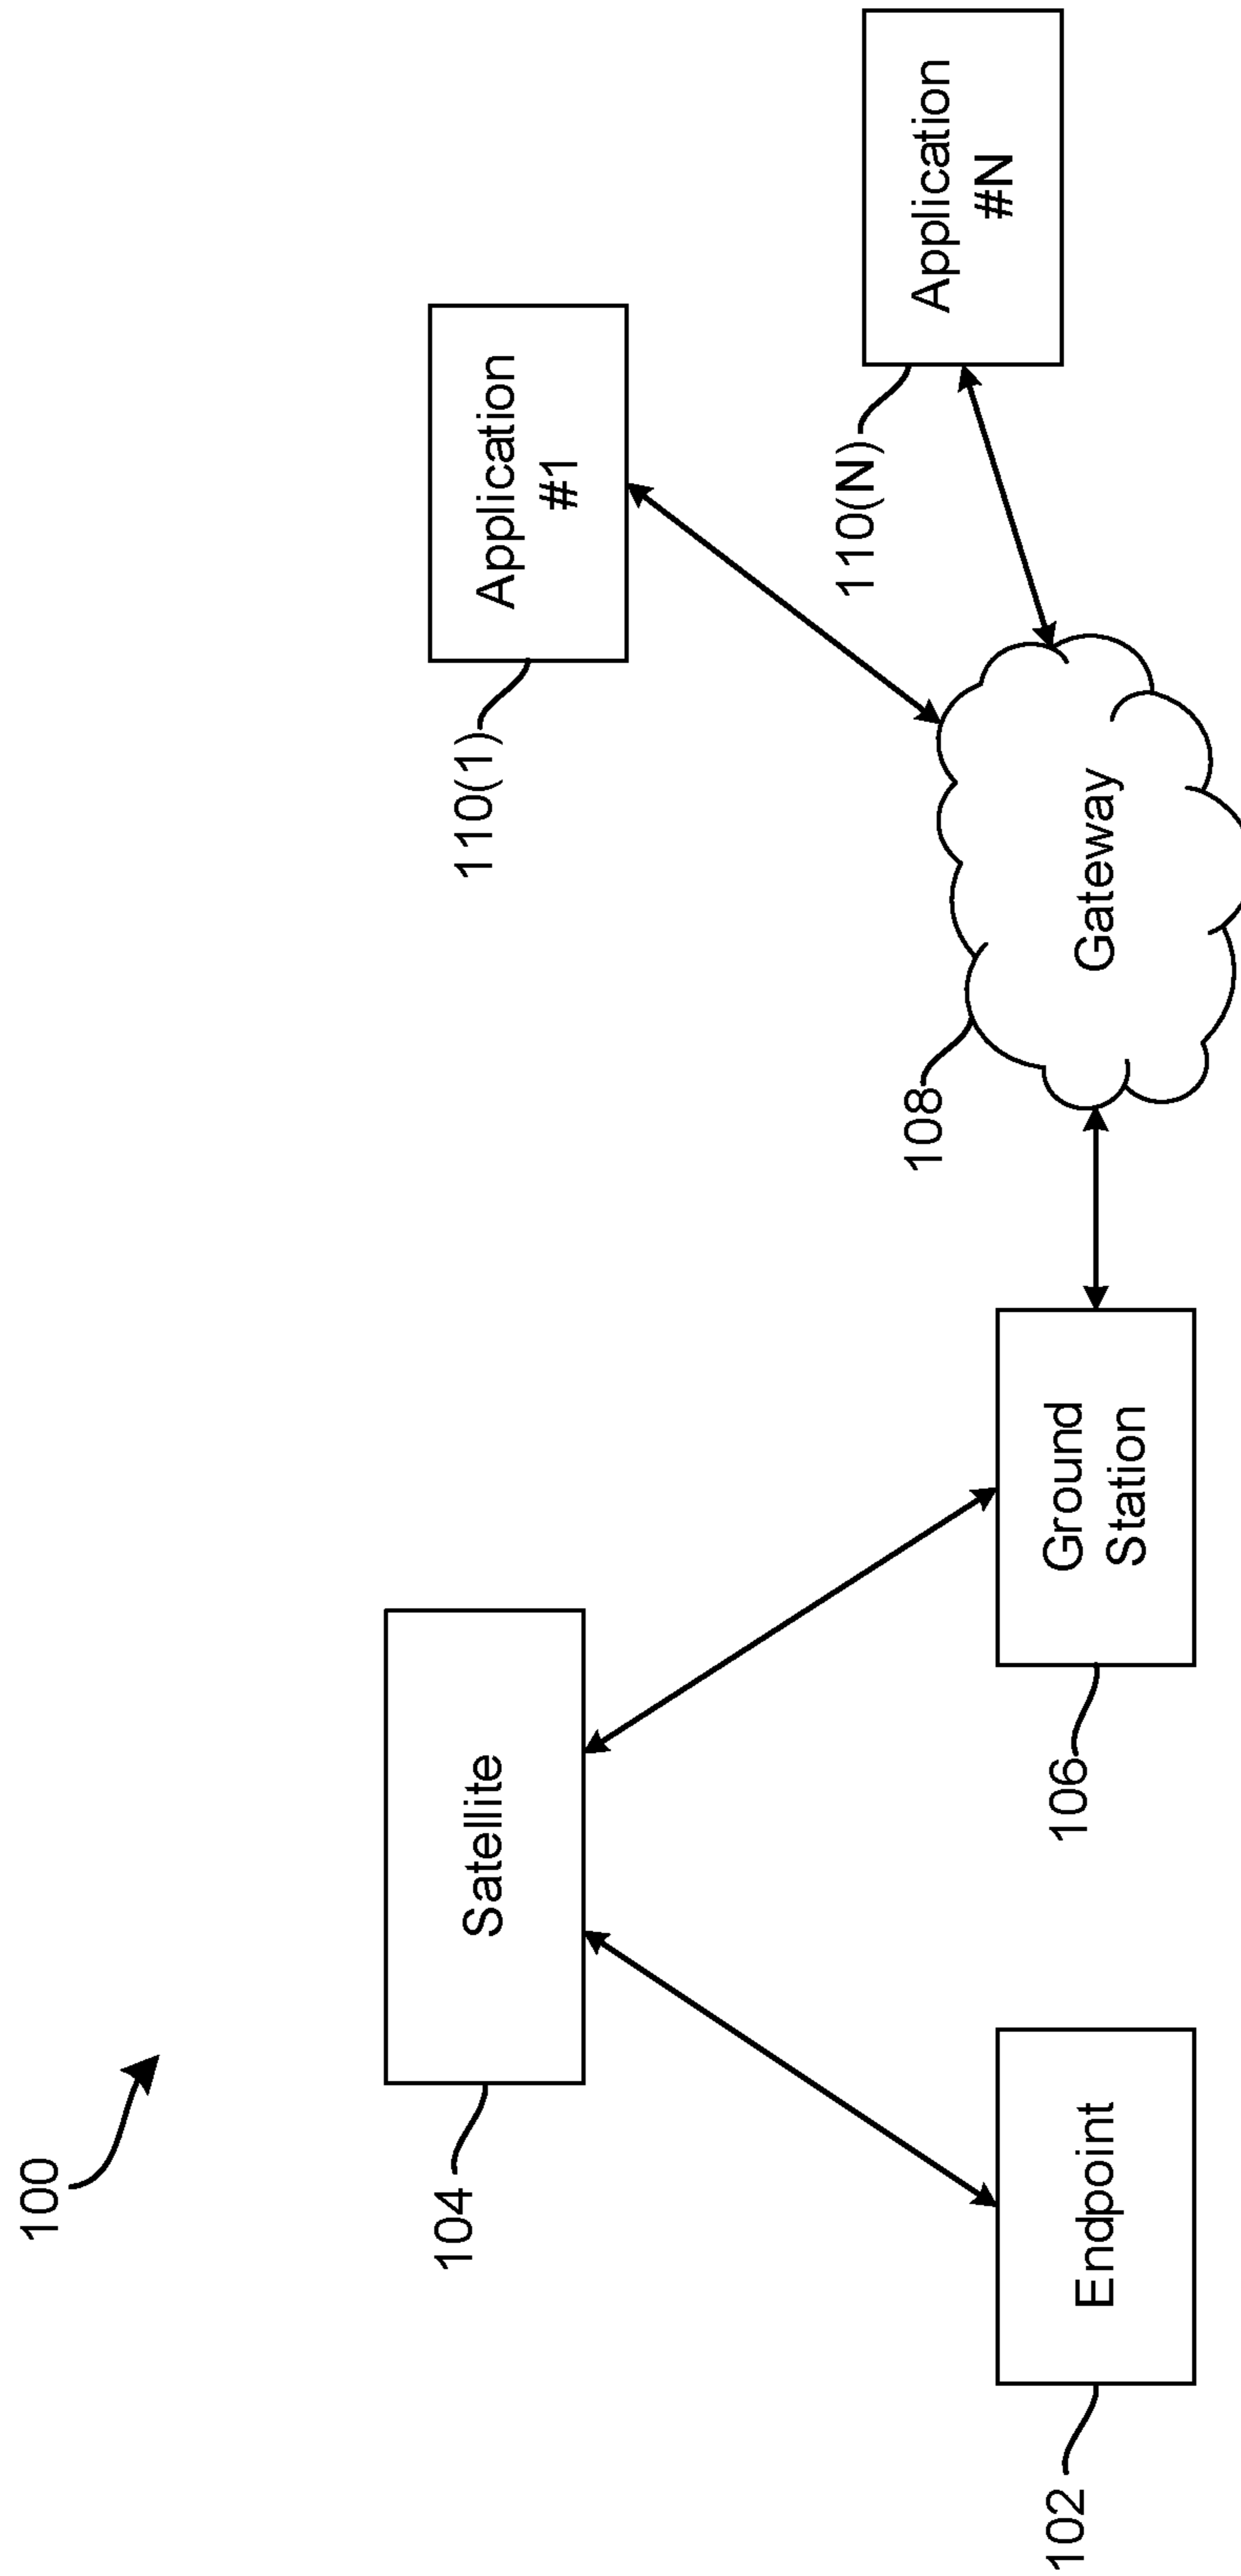 100
104
Satellite
102
Endpoint
106
Ground
Station
108
Gateway
110(1)
Application
#1
110(N)
Application
#N